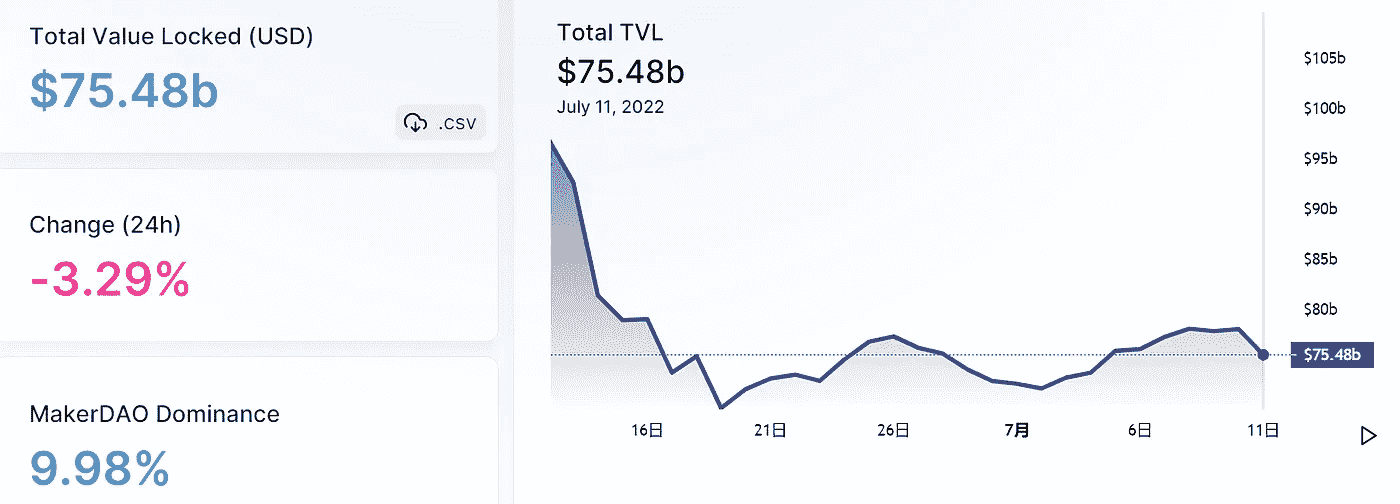 Total Value Locked (USD)
$75.48b
.CSV
Change (24h)
-3.29%
MakerDAO Dominance
9.98%
Total TVL
$75.48b
July 11, 2022
$105b
$100b
$95b
$90b
$85b
$80b
$75.48b
16日 21日 26日 7月 6日 11日